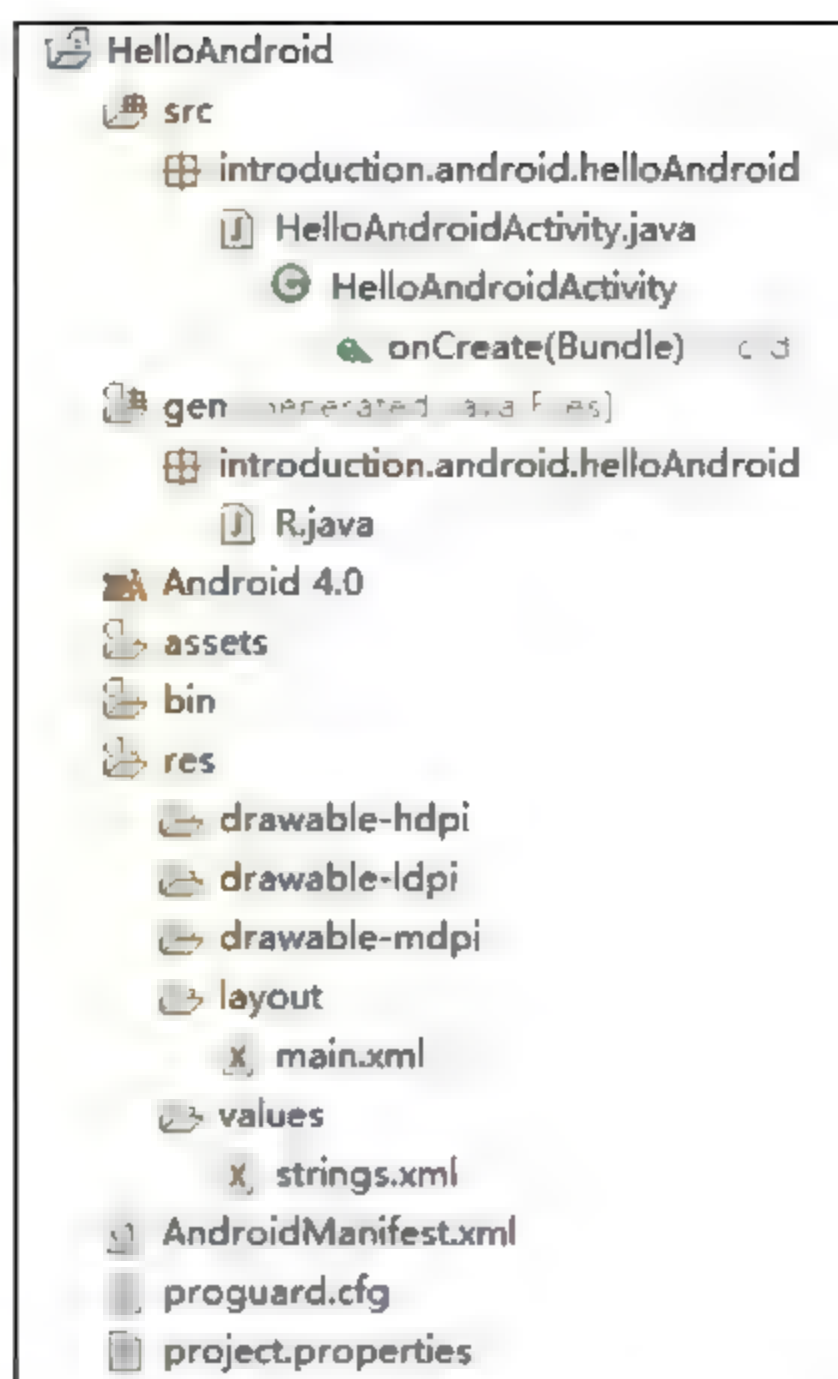 HelloAndroid
src
introduction.android.helloAndroid
HelloAndroidActivity.java
HelloAndroidActivity
onCreate(Bundle)
gen
introduction.android.helloAndroid
R.java
Android 4.0
assets
bin
res
drawable-hdpi
drawable-ldpi
drawable-mdpi
layout
main.xml
values
strings.xml
AndroidManifest.xml
proguard.cfg
project.properties